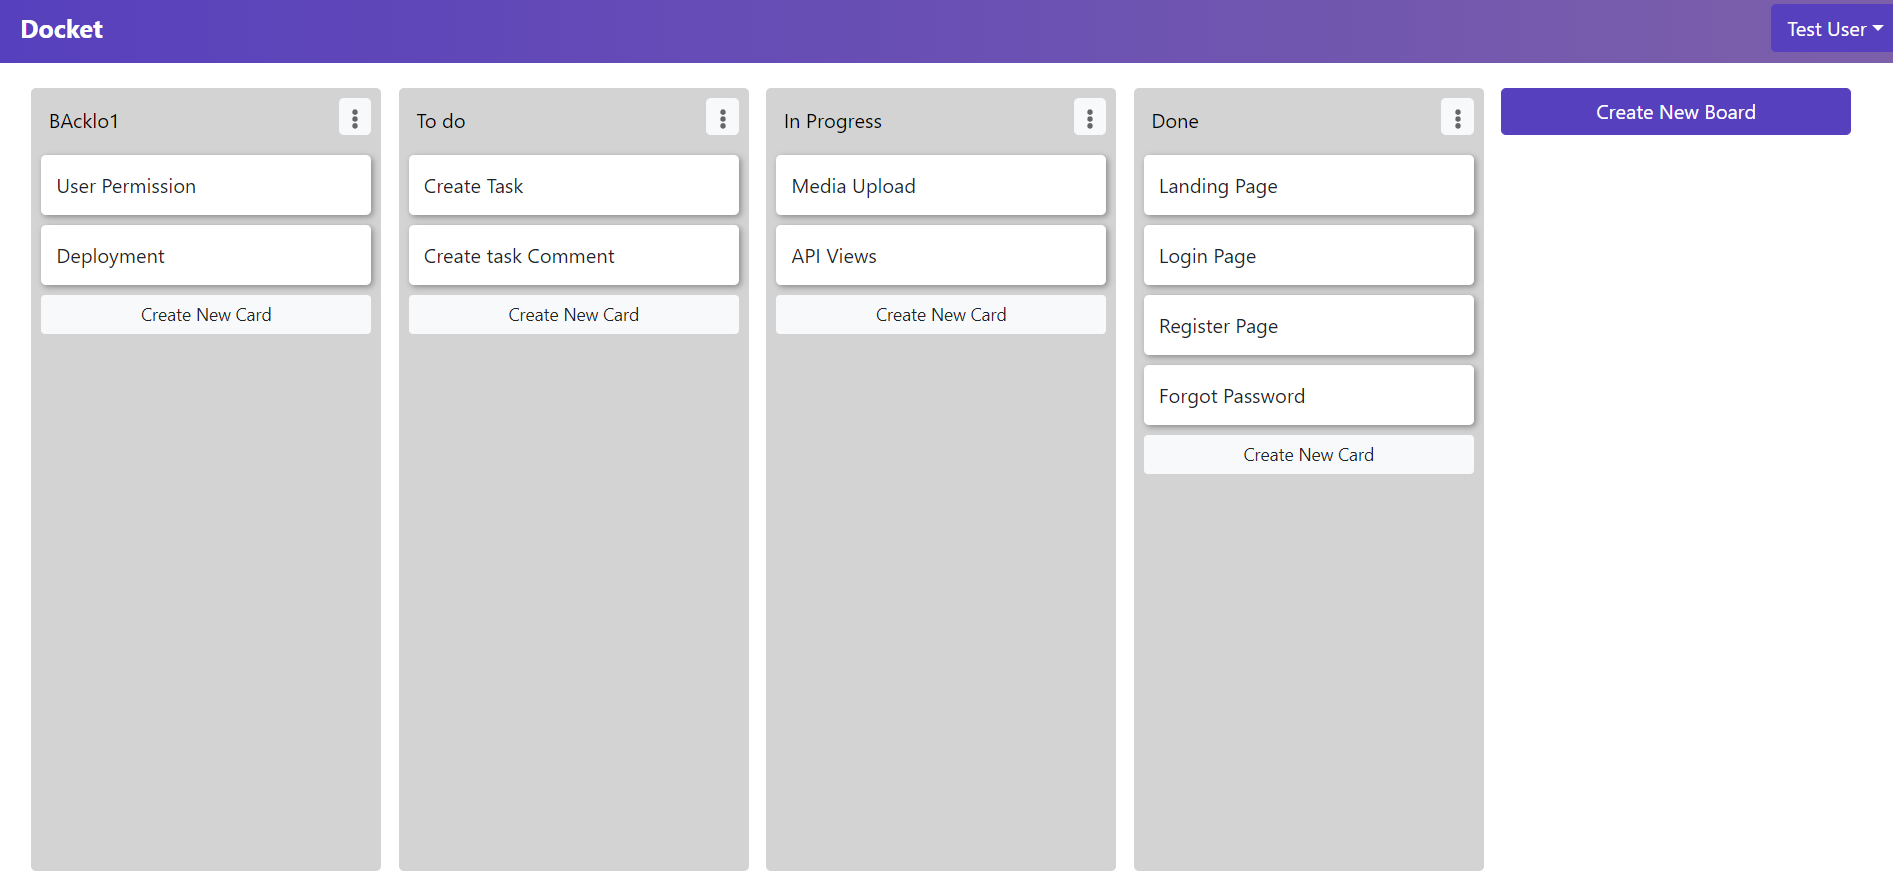 Docket
Test User
BAcklo1
User Permission
Deployment
Create New Card
To do
Create Task
Create task Comment
Create New Card
In Progress
Media Upload
API Views
Create New Card
Done
Landing Page
Login Page
Register Page
Forgot Password
Create New Card
Create New Board